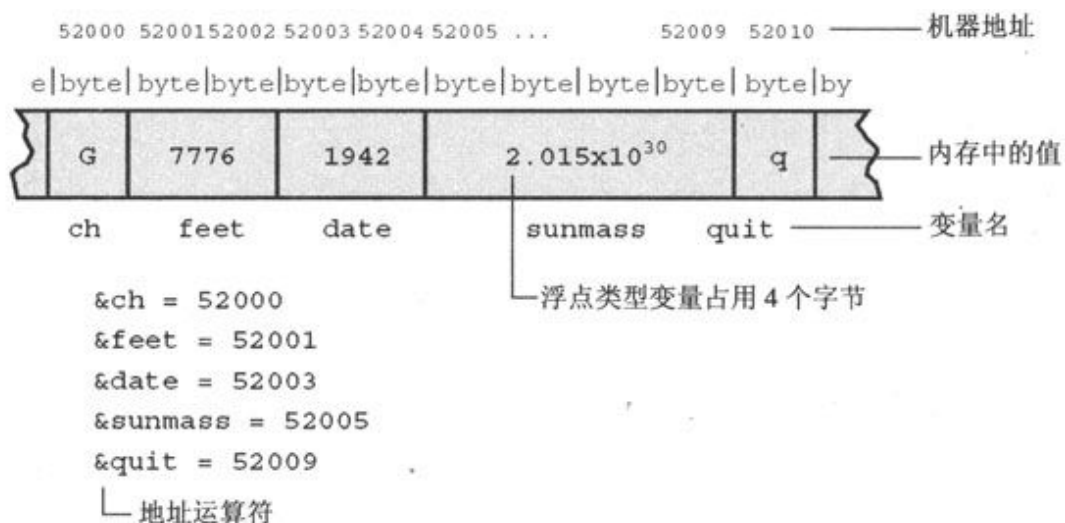 52000 52001 52002 52003 52004 52005 ... 52009 52010 机器地址
e|byte|byte|byte|byte|byte|byte|byte|byte|byte|byte|by
G 7776 1942 2.015x10³⁰ q 内存中的值
ch feet date sunmass quit 变量名
浮点类型变量占用 4 个字节
&ch = 52000
&feet = 52001
&date = 52003
&sunmass = 52005
&quit = 52009
地址运算符